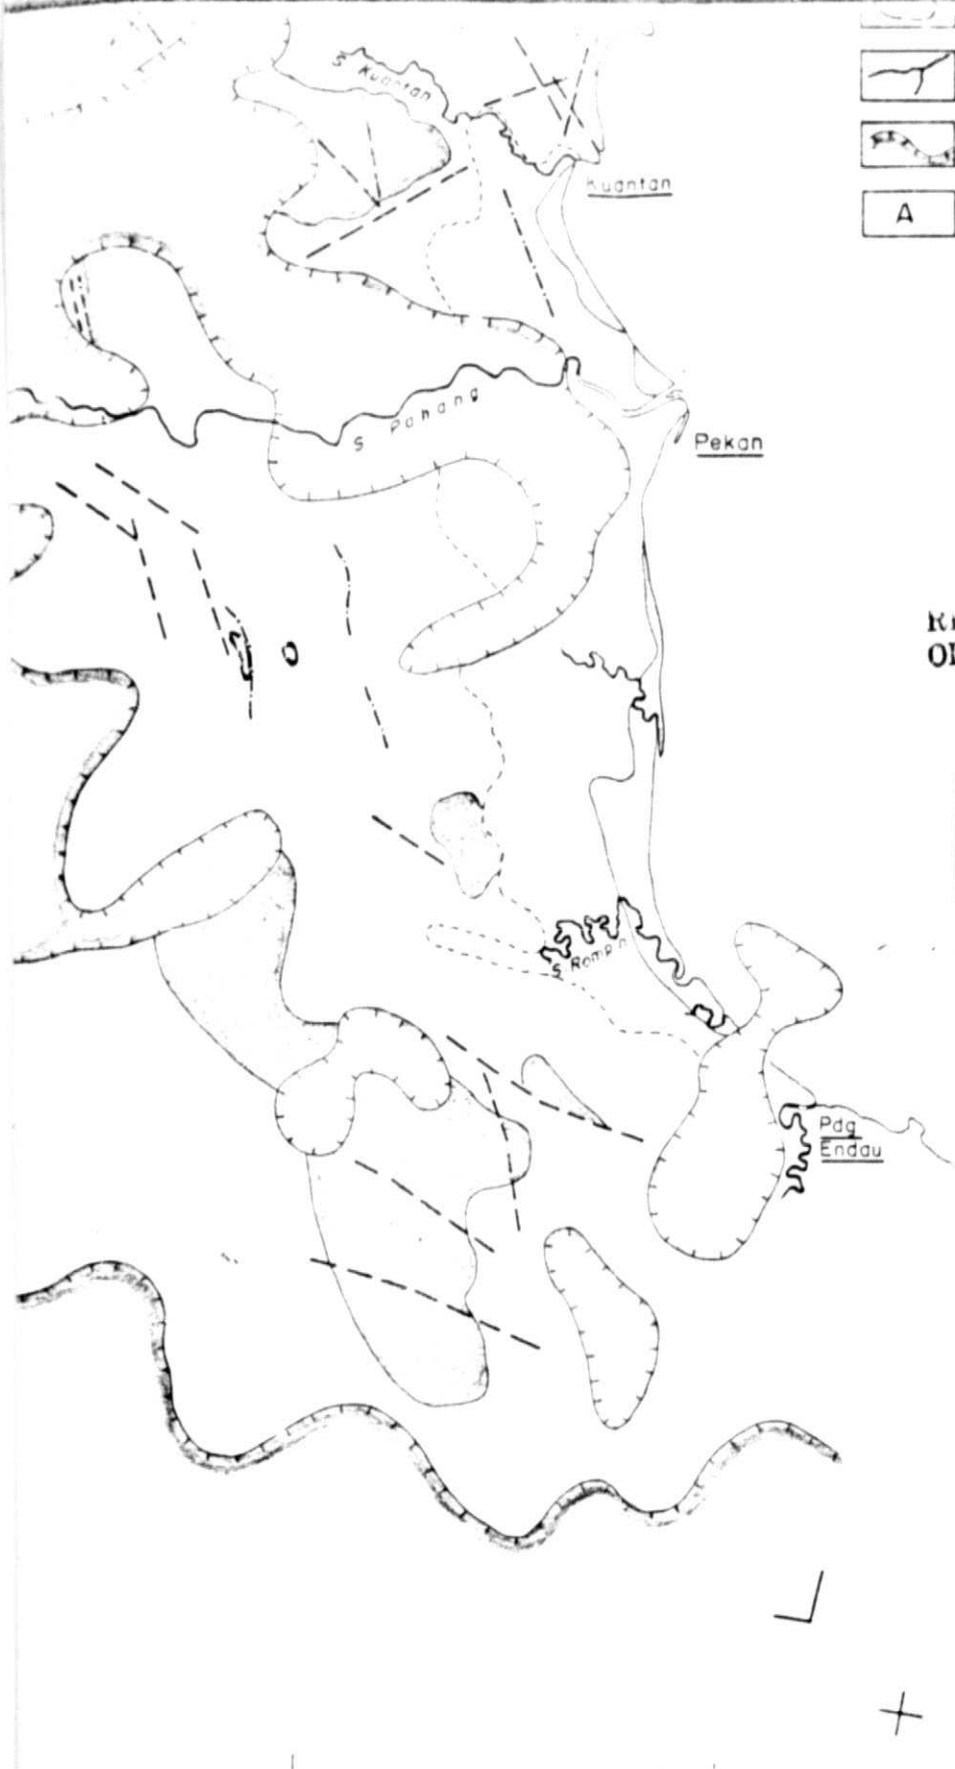 S Kuantan
Kuantan
A
S Pahang
Pekan
O
S Rompin
Pdg
Endau